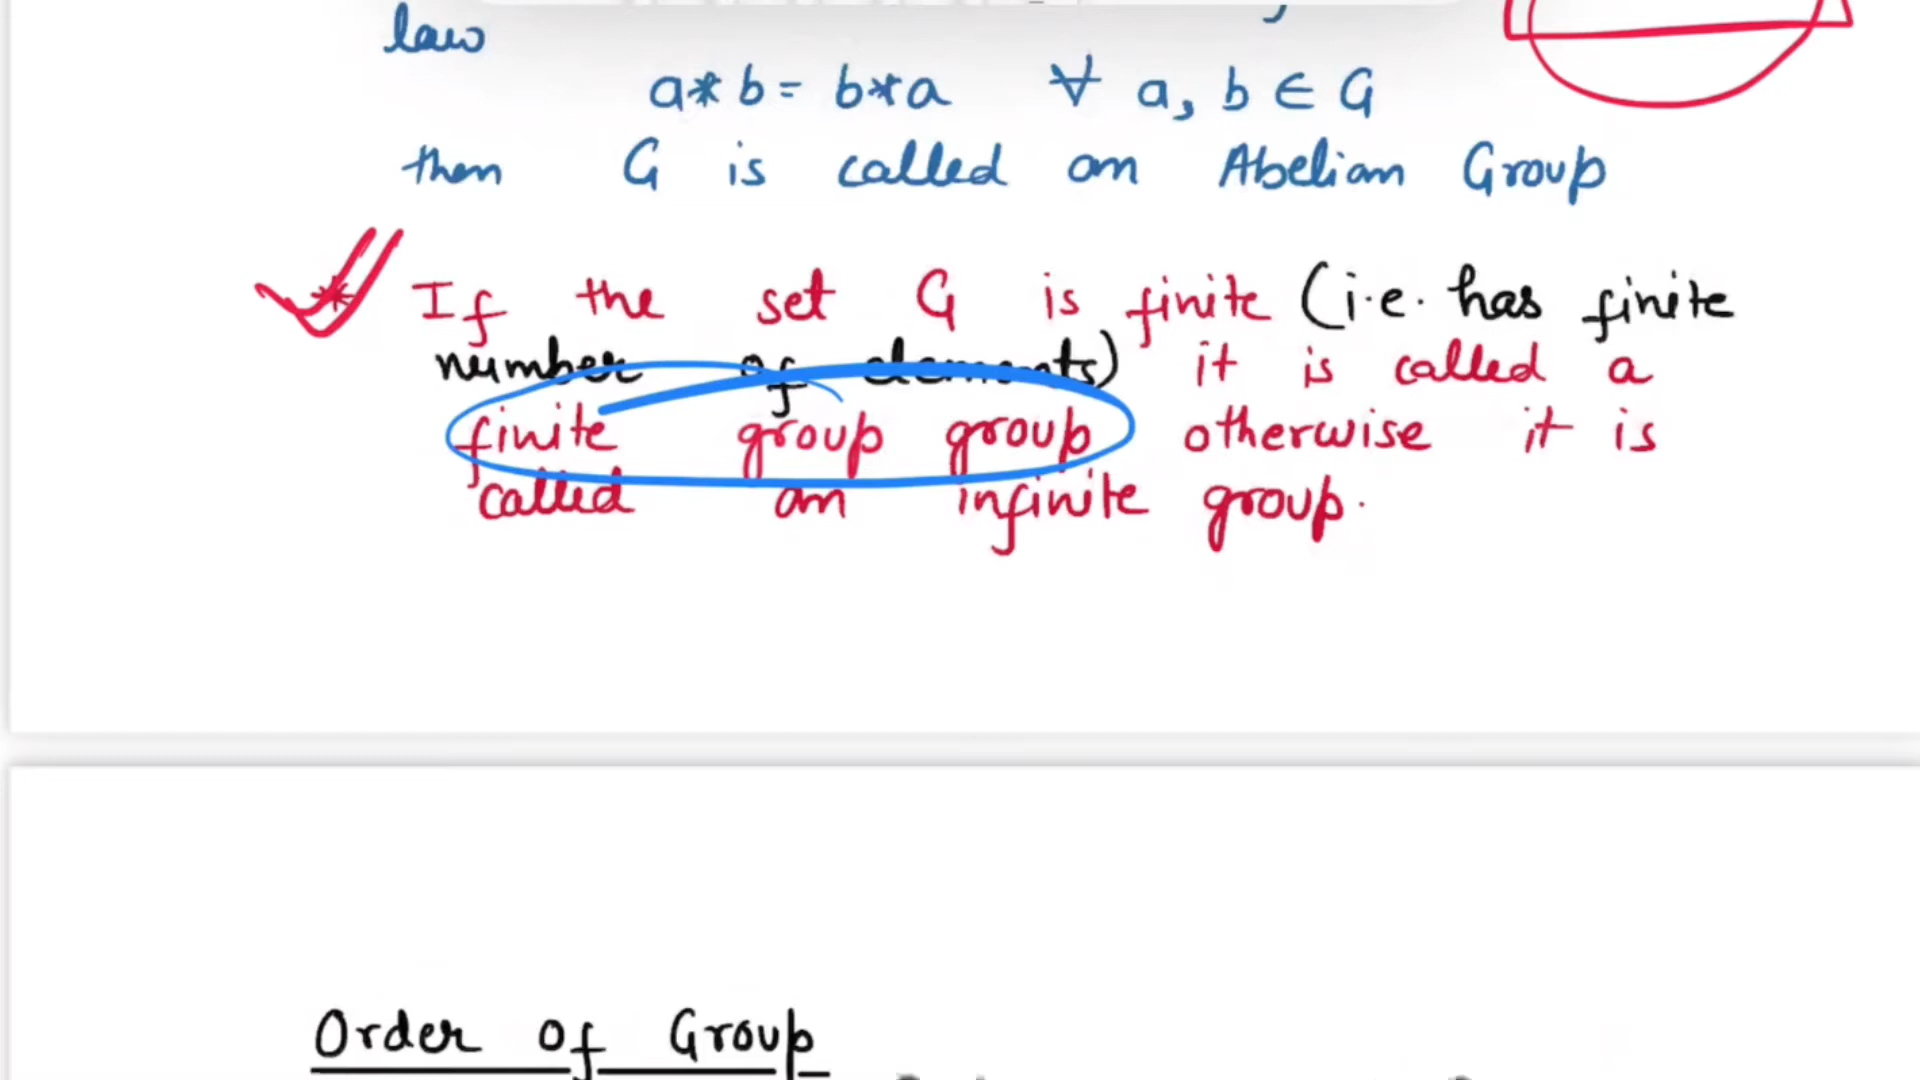 law
a * b = b * a ∀ a, b ∈ G
then G is called an Abelian Group
* If the set G is finite (i.e. has finite
number of elements) it is called a
finite group group otherwise it is
called an infinite group.
Order of Group